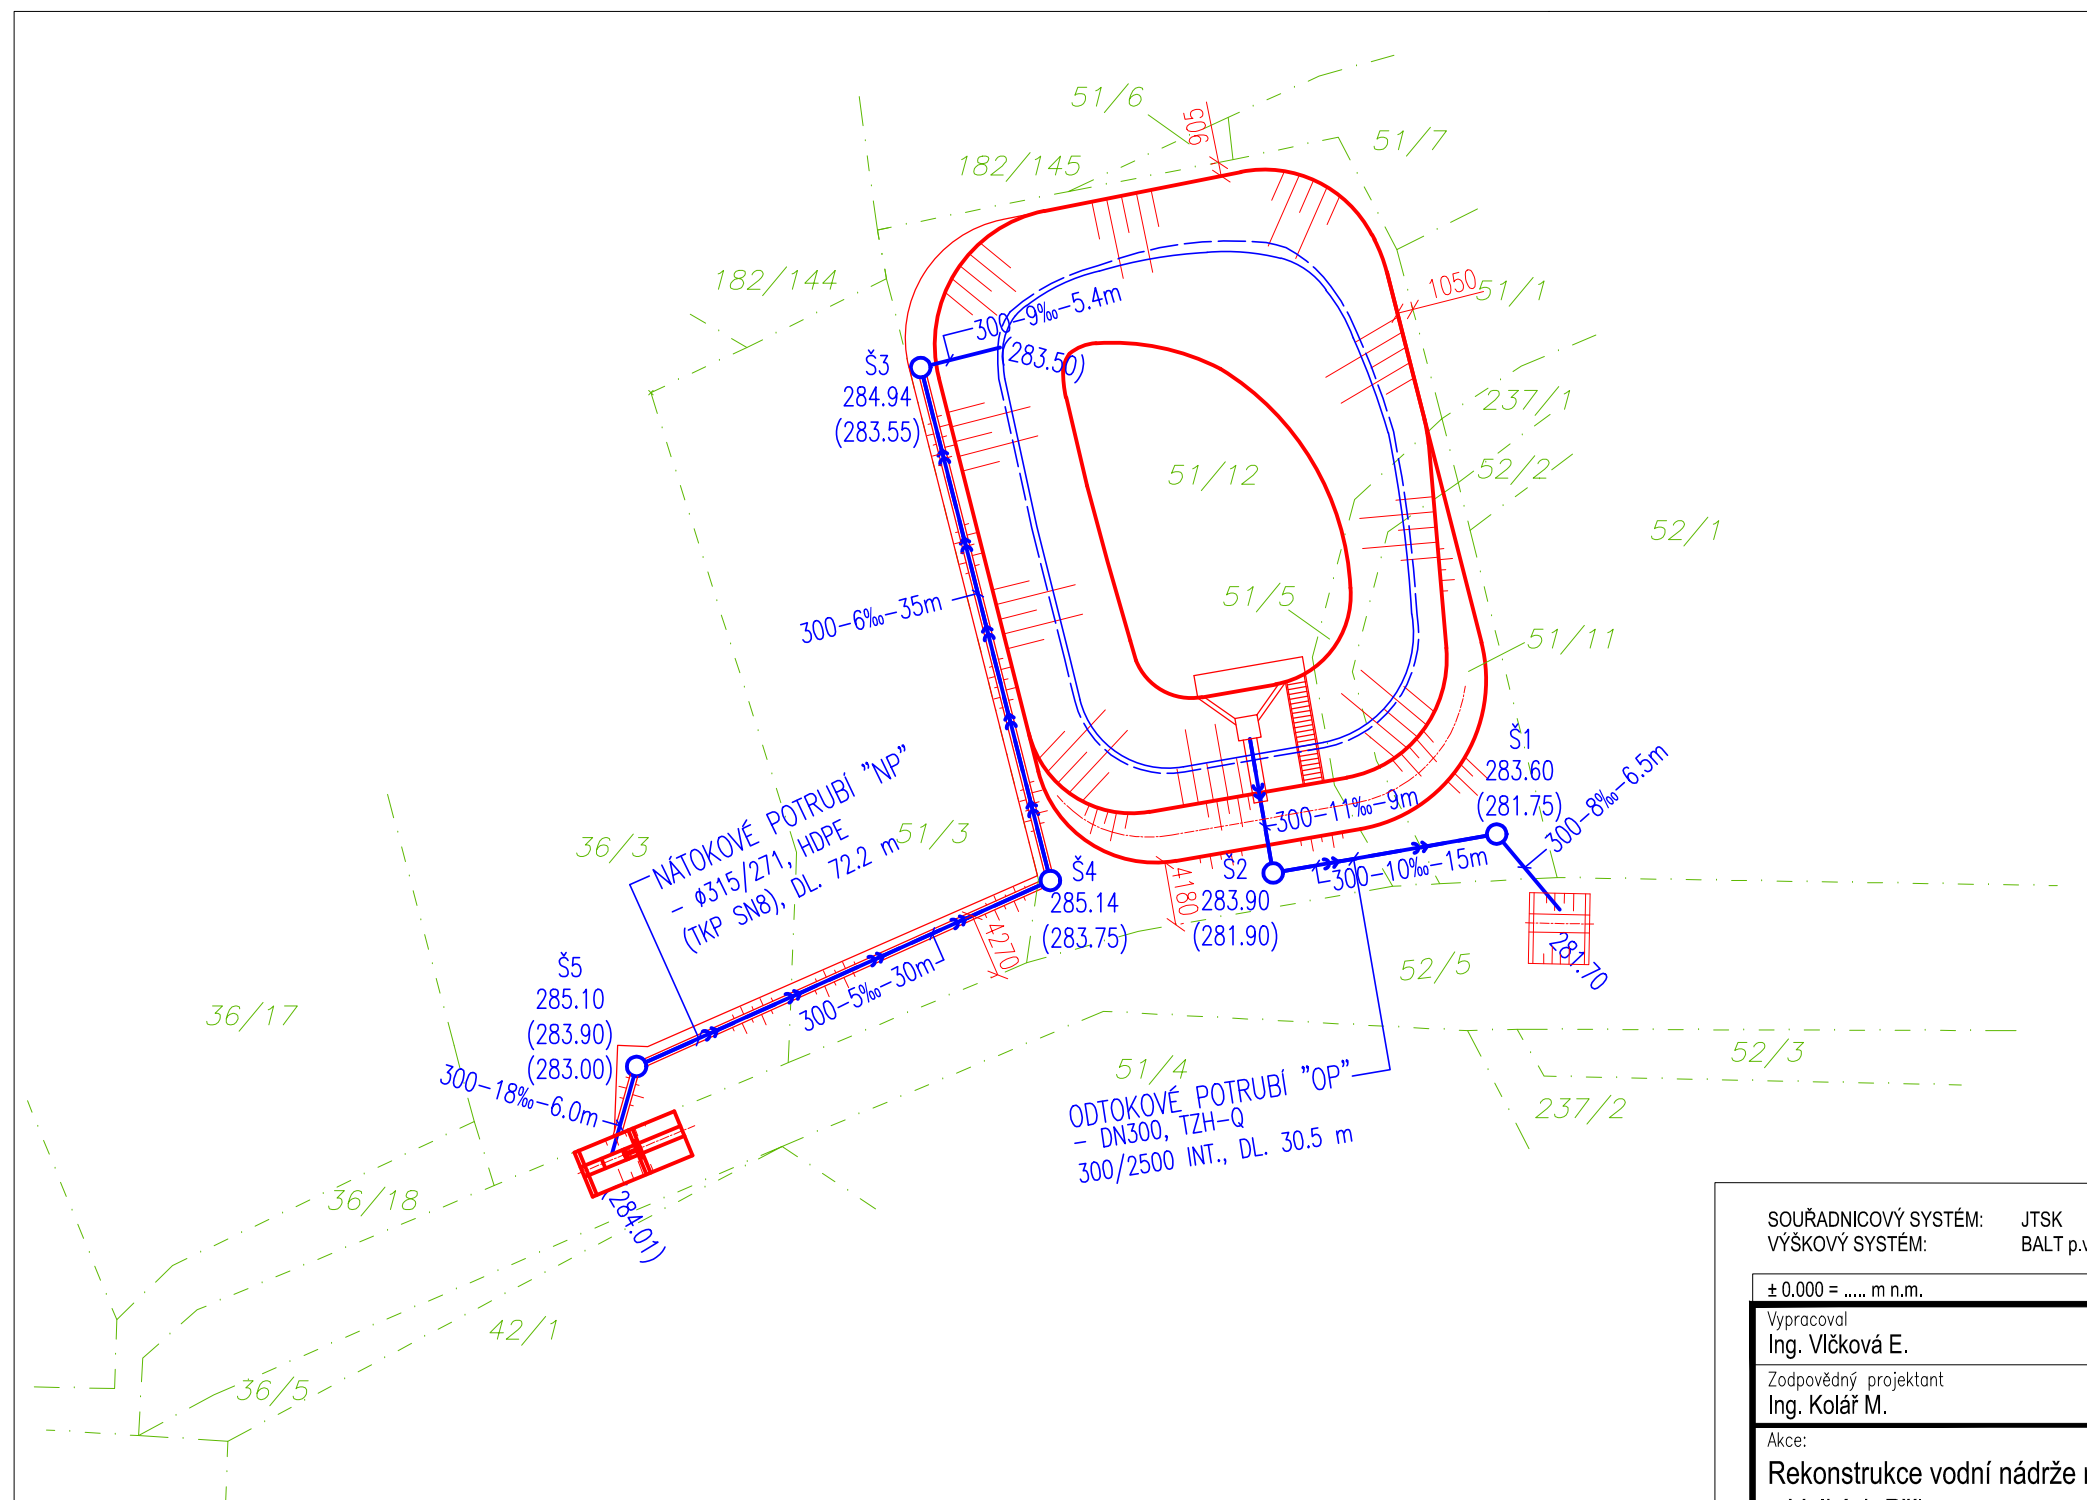 51/6
905
51/7
182/145
182/144
1050
51/1
300-9‰-5.4m
(283.50)
Š3
284.94
(283.55)
237/1
51/12
52/2
52/1
51/5
300-6‰-35m
51/11
Š1
283.60
(281.75)
300-8‰-6.5m
NÁTOKOVÉ POTRUBÍ "NP"
- ø315/271, HDPE
(TKP SN8), DL. 72.2 m
36/3
51/3
300-11‰-9m
300-10‰-15m
Š4
285.14
(283.75)
4180
Š2
283.90
(281.90)
4270
281.70
52/5
300-5‰-30m
Š5
285.10
(283.90)
(283.00)
36/17
300-18‰-6.0m
51/4
52/3
237/2
ODTOKOVÉ POTRUBÍ "OP"
- DN300, TZH-Q
300/2500 INT., DL. 30.5 m
36/18
(284.01)
42/1
36/5
SOUŘADNICOVÝ SYSTÉM: JTSK
VÝŠKOVÝ SYSTÉM: BALT p.v
± 0.000 = ..... m n.m.
Vypracoval
Ing. Vlčková E.
Zodpovědný projektant
Ing. Kolář M.
Akce:
Rekonstrukce vodní nádrže